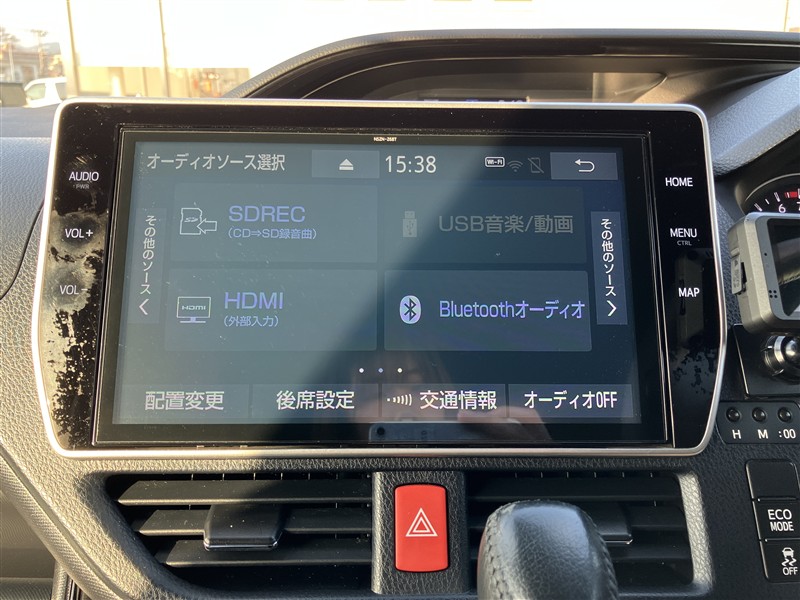 NSZN-Z68T
オーディオソース選択
15:38
Wi-Fi
AUDIO
PWR
VOL+
VOL-
その他のソース
SDREC
(CD⇒SD録音曲)
USB音楽/動画
HDMI
HDMI
(外部入力)
Bluetoothオーディオ
その他のソース
配置変更
後席設定
交通情報
オーディオOFF
HOME
MENU
CTRL
MAP
6
7
H
M
:00
ECO
MODE
OFF